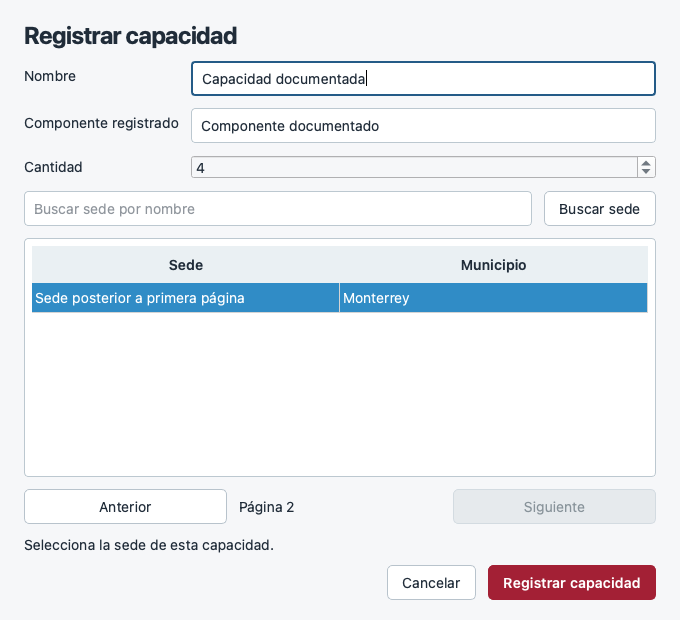 Registrar capacidad
Nombre
Capacidad documentada
Componente registrado
Componente documentado
Cantidad
4
Buscar sede por nombre
Buscar sede
Sede Municipio
Sede posterior a primera página Monterrey
Anterior
Página 2
Siguiente
Selecciona la sede de esta capacidad.
Cancelar
Registrar capacidad